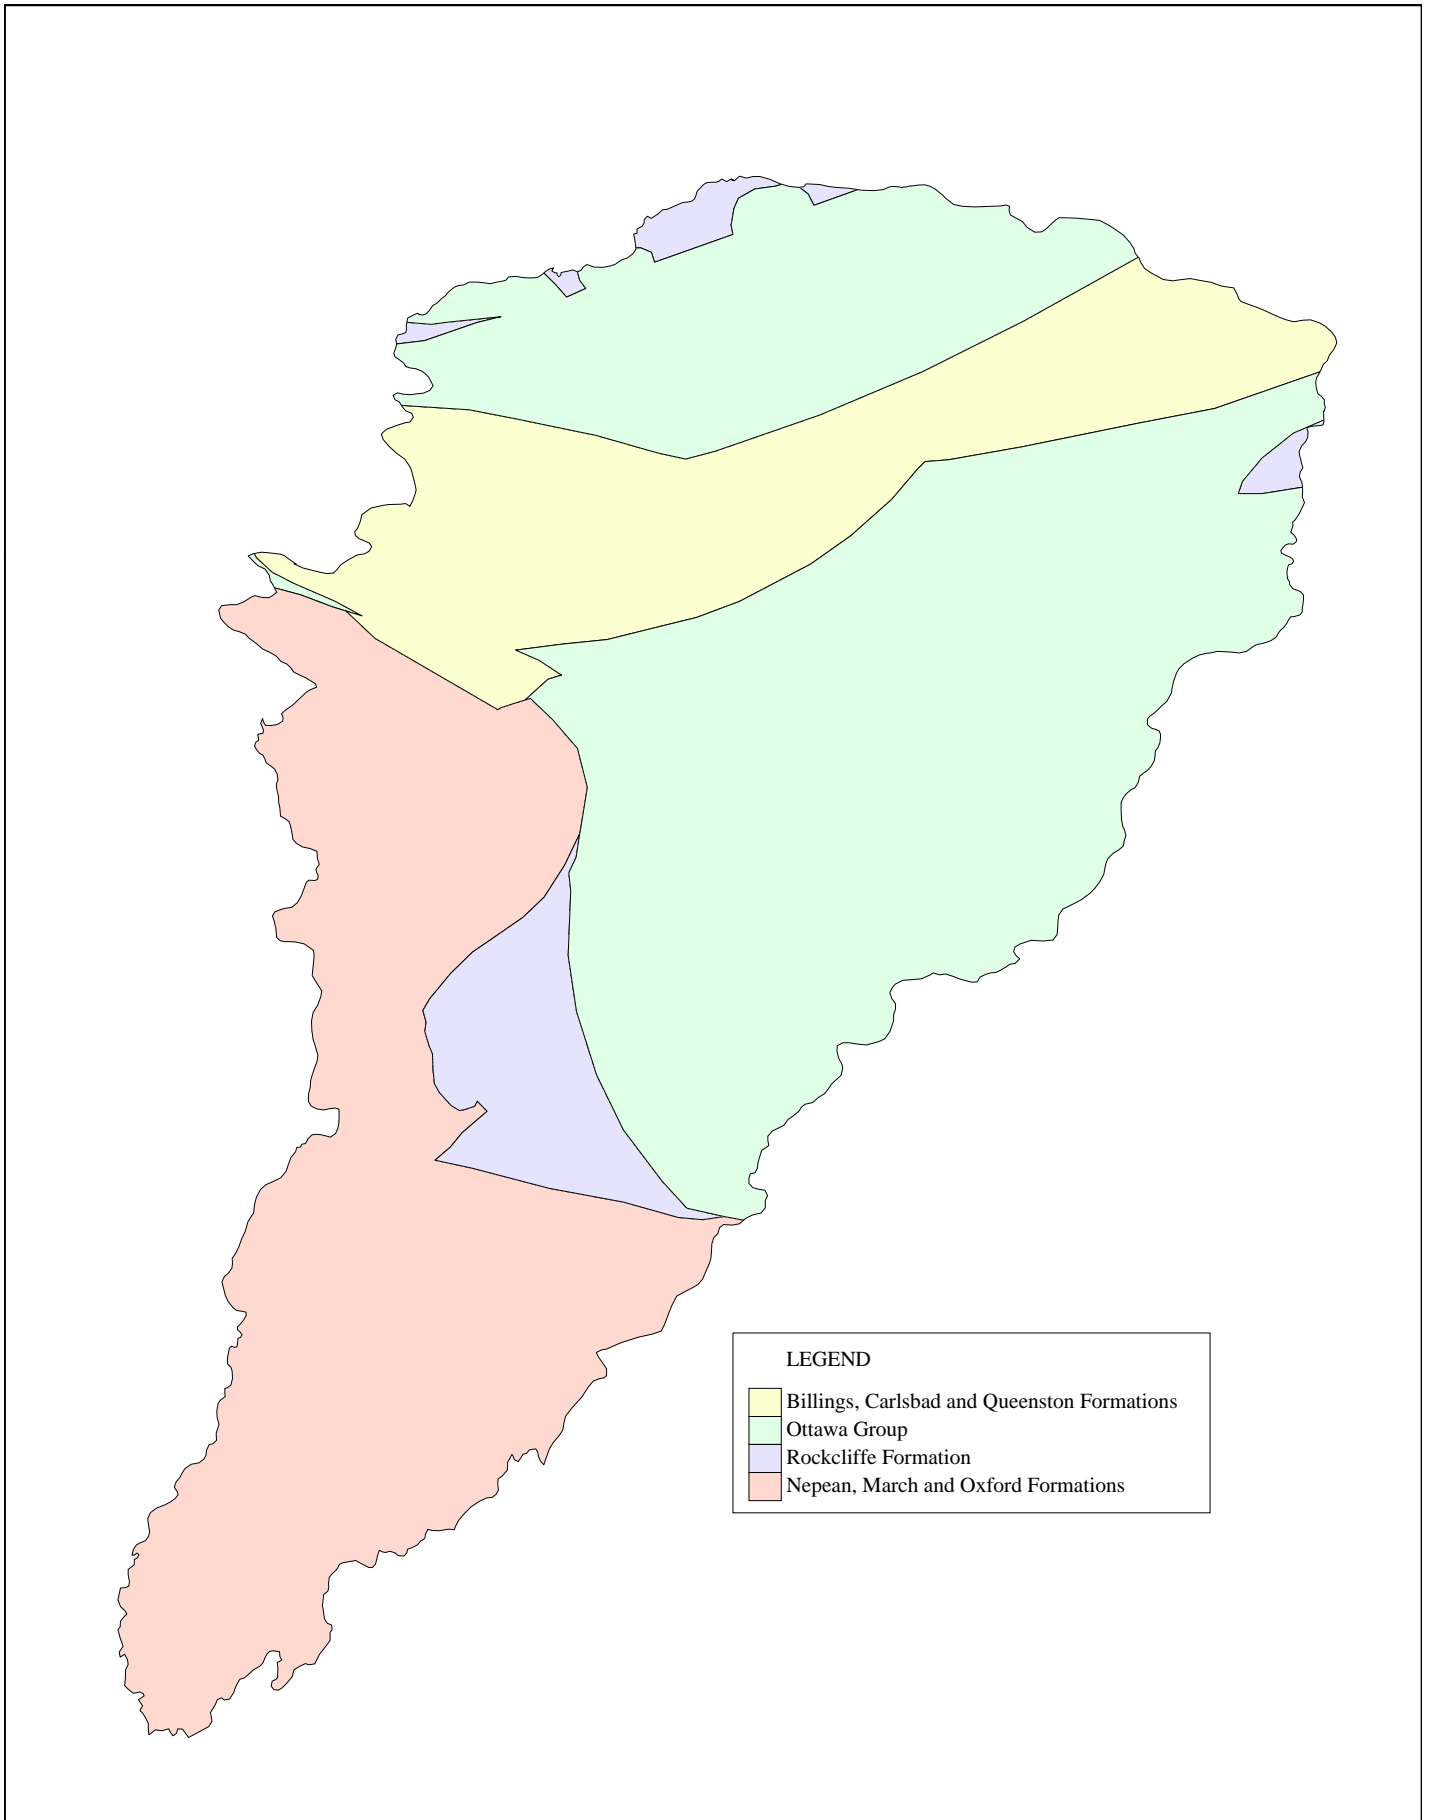 LEGEND
Billings, Carlsbad and Queenston Formations
Ottawa Group
Rockcliffe Formation
Nepean, March and Oxford Formations